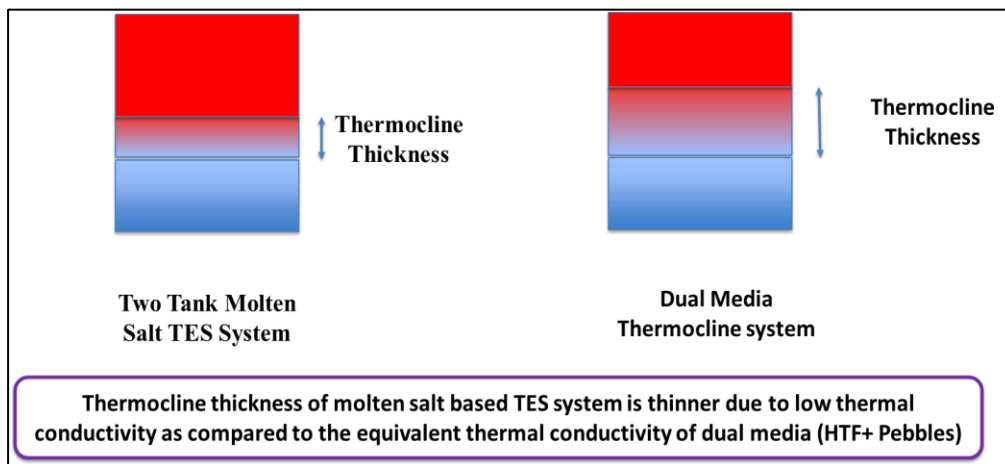 Thermocline
Thickness
Thermocline
Thickness
Two Tank Molten
Salt TES System
Dual Media
Thermocline system
Thermocline thickness of molten salt based TES system is thinner due to low thermal
conductivity as compared to the equivalent thermal conductivity of dual media (HTF+ Pebbles)